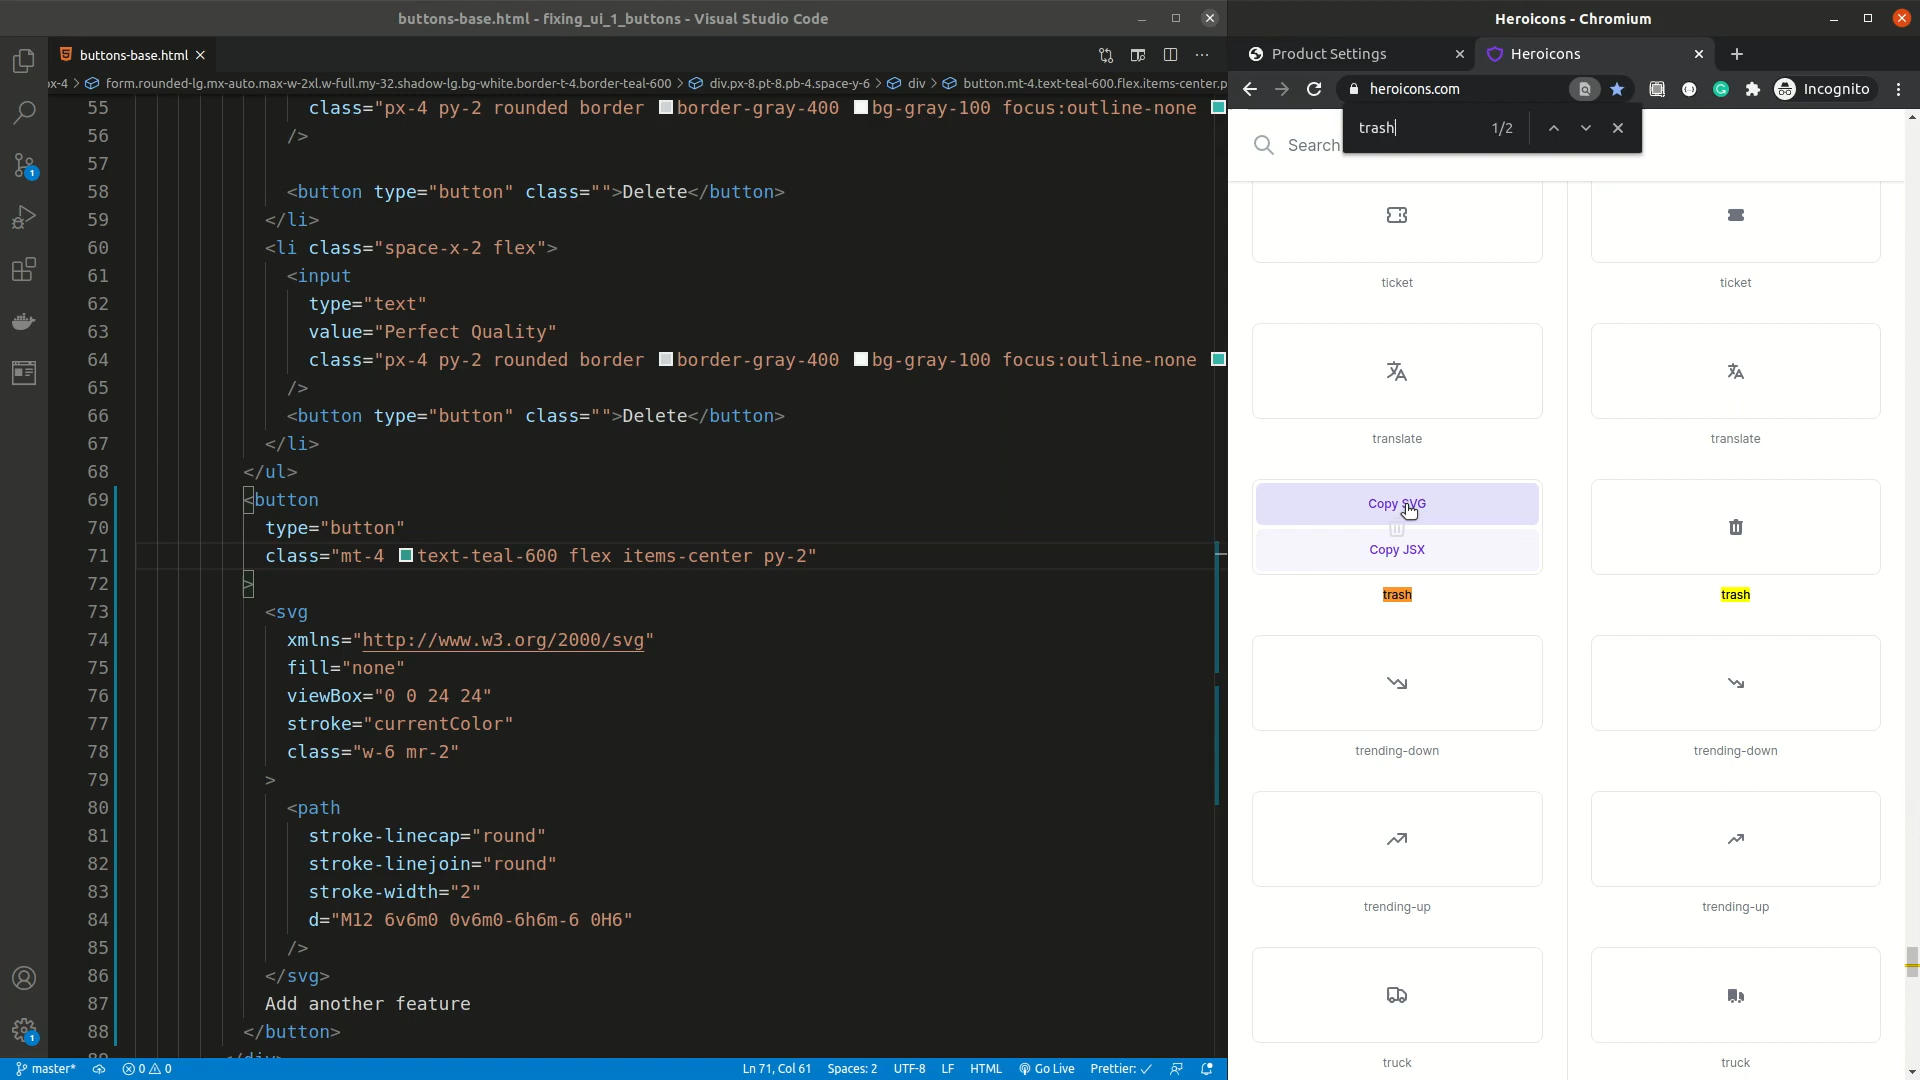 buttons-base.html - fixing_ui_1_buttons - Visual Studio Code
buttons-base.html
x-4 > form.rounded-lg.mx-auto.max-w-2xl.w-full.my-32.shadow-lg.bg-white.border-t-4.border-teal-600 > div.px-8.pt-8.pb-4.space-y-6 > div > button.mt-4.text-teal-600.flex.items-center.p
55 class="px-4 py-2 rounded border border-gray-400 bg-gray-100 focus:outline-none
56 />
57
58 <button type="button" class="">Delete</button>
59 </li>
60 <li class="space-x-2 flex">
61 <input
62 type="text"
63 value="Perfect Quality"
64 class="px-4 py-2 rounded border border-gray-400 bg-gray-100 focus:outline-none
65 />
66 <button type="button" class="">Delete</button>
67 </li>
68 </ul>
69 <button
70 type="button"
71 class="mt-4 text-teal-600 flex items-center py-2"
72 >
73 <svg
74 xmlns="http://www.w3.org/2000/svg"
75 fill="none"
76 viewBox="0 0 24 24"
77 stroke="currentColor"
78 class="w-6 mr-2"
79 >
80 <path
81 stroke-linecap="round"
82 stroke-linejoin="round"
83 stroke-width="2"
84 d="M12 6v6m0 0v6m0-6h6m-6 0H6"
85 />
86 </svg>
87 Add another feature
88 </button>
1
1
master* 0 0 Ln 71, Col 61 Spaces: 2 UTF-8 LF HTML Go Live Prettier: ✓
Heroicons - Chromium
Product Settings
Heroicons
heroicons.com
Incognito
trash 1/2
Search
ticket ticket
translate translate
Copy SVG
Copy JSX
trash trash
trending-down trending-down
trending-up trending-up
truck truck